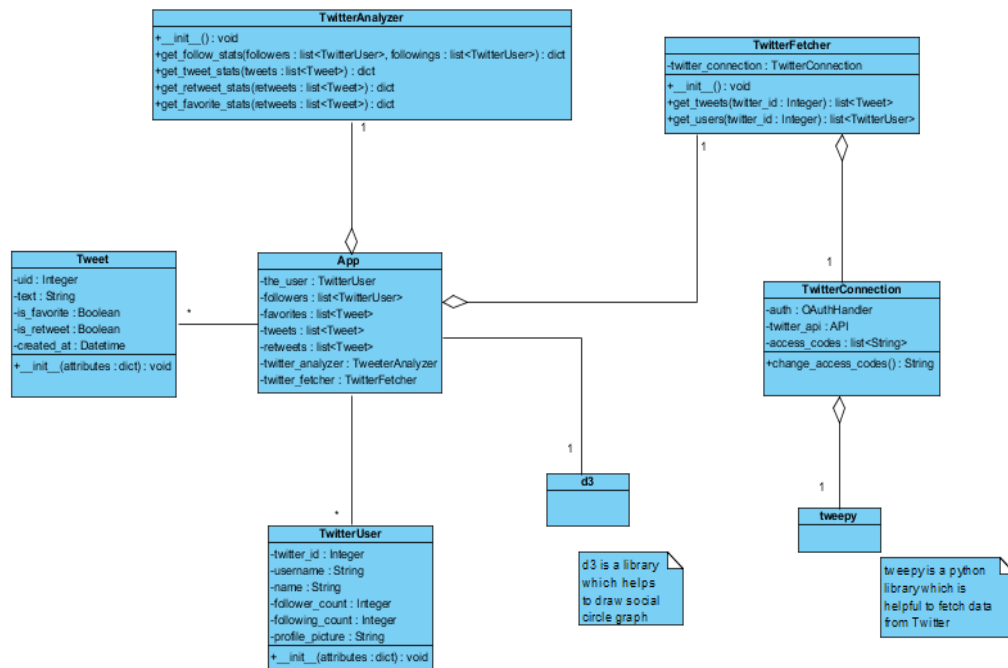 TwitterAnalyzer
+__init__() : void
+get_follow_stats(followers : list<TwitterUser>, followings : list<TwitterUser>) : dict
+get_tweet_stats(tweets : list<Tweet>) : dict
+get_retweet_stats(retweets : list<Tweet>) : dict
+get_favorite_stats(retweets : list<Tweet>) : dict
1
TwitterFetcher
-twitter_connection : TwitterConnection
+__init__() : void
+get_tweets(twitter_id : Integer) : list<Tweet>
+get_users(twitter_id : Integer) : list<TwitterUser>
1
Tweet
-uid : Integer
-text : String
-is_favorite : Boolean
-is_retweet : Boolean
-created_at : Datetime
+__init__(attributes : dict) : void
*
App
-the_user : TwitterUser
-followers : list<TwitterUser>
-favorites : list<Tweet>
-tweets : list<Tweet>
-retweets : list<Tweet>
-twitter_analyzer : TweeterAnalyzer
-twitter_fetcher : TwitterFetcher
1
TwitterConnection
-auth : OAuthHandler
-twitter_api : API
-access_codes : list<String>
+change_access_codes() : String
1
d3
1
tweepy
*
TwitterUser
-twitter_id : Integer
-username : String
-name : String
-follower_count : Integer
-following_count : Integer
-profile_picture : String
+__init__(attributes : dict) : void
d3 is a library
which helps
to draw social
circle graph
tweepy is a python
library which is
helpful to fetch data
from Twitter